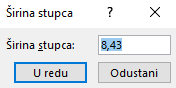 Širina stupca ? ×
Širina stupca: 8,43
U redu Odustani